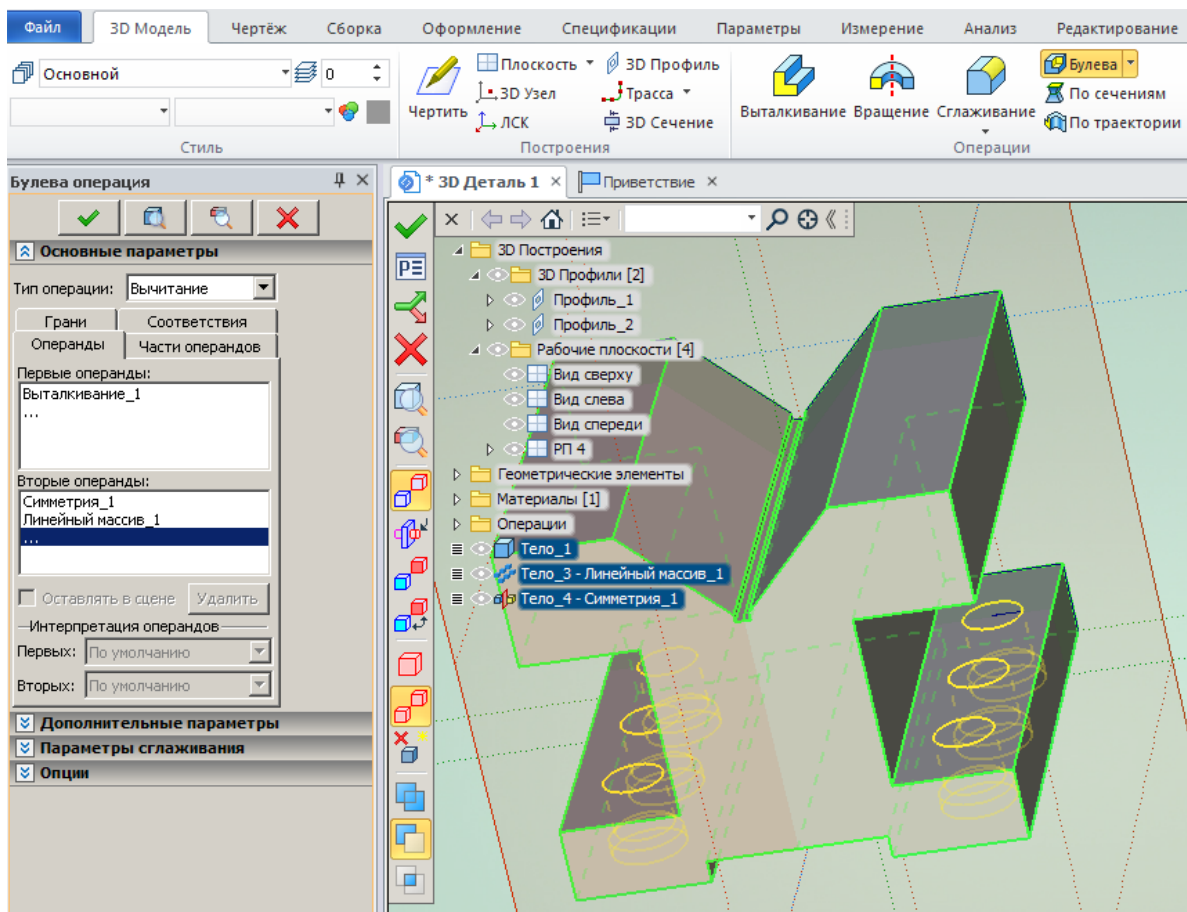 Файл 3D Модель Чертёж Сборка Оформление Спецификации Параметры Измерение Анализ Редактирование
Основной 0
Чертить
Плоскость
3D Профиль
3D Узел
Трасса
ЛСК
3D Сечение
Выталкивание
Вращение
Сглаживание
Булева
По сечениям
По траектории
Стиль
Построения
Операции
Булева операция
* 3D Деталь 1
Приветствие
Основные параметры
Тип операции: Вычитание
Грани Соответствия
Операнды Части операндов
Первые операнды:
Выталкивание_1
...
Вторые операнды:
Симметрия_1
Линейный массив_1
...
Оставлять в сцене Удалить
Интерпретация операндов
Первых: По умолчанию
Вторых: По умолчанию
Дополнительные параметры
Параметры сглаживания
Опции
3D Построения
3D Профили [2]
Профиль_1
Профиль_2
Рабочие плоскости [4]
Вид сверху
Вид слева
Вид спереди
РП 4
Геометрические элементы
Материалы [1]
Операции
Тело_1
Тело_3 - Линейный массив_1
Тело_4 - Симметрия_1